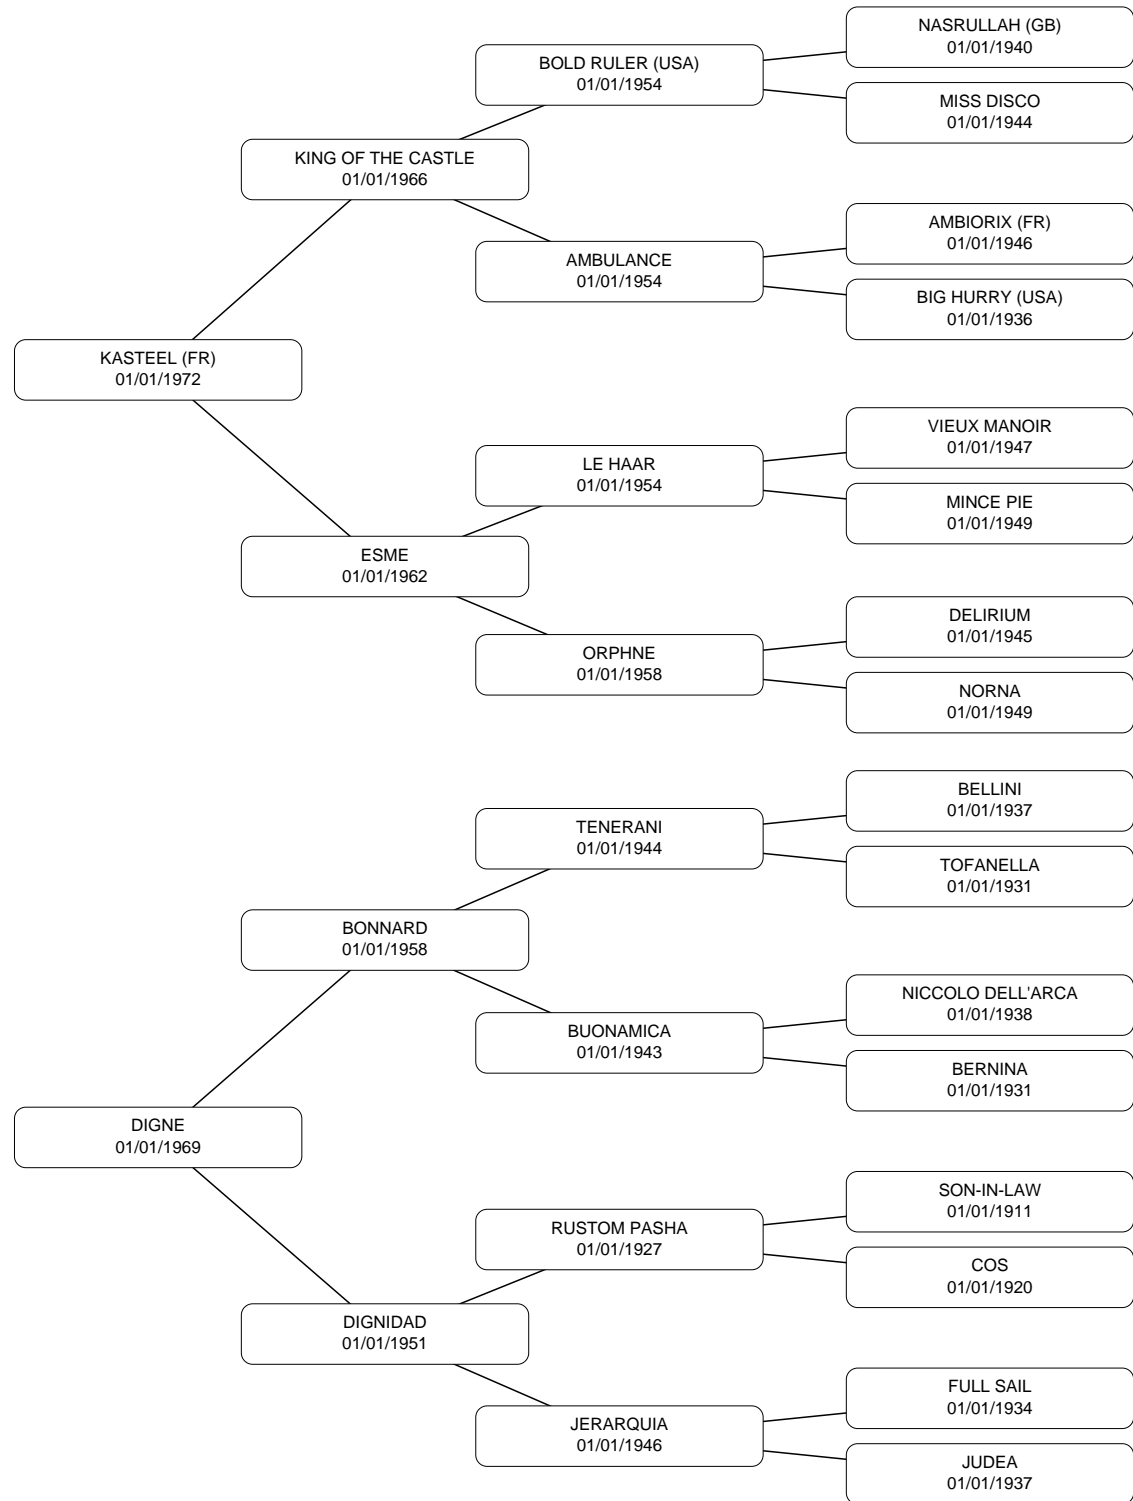 NASRULLAH (GB)
01/01/1940
BOLD RULER (USA)
01/01/1954
MISS DISCO
01/01/1944
KING OF THE CASTLE
01/01/1966
AMBIORIX (FR)
01/01/1946
AMBULANCE
01/01/1954
BIG HURRY (USA)
01/01/1936
KASTEEL (FR)
01/01/1972
VIEUX MANOIR
01/01/1947
LE HAAR
01/01/1954
MINCE PIE
01/01/1949
ESME
01/01/1962
DELIRIUM
01/01/1945
ORPHNE
01/01/1958
NORNA
01/01/1949
BELLINI
01/01/1937
TENERANI
01/01/1944
TOFANELLA
01/01/1931
BONNARD
01/01/1958
NICCOLO DELL'ARCA
01/01/1938
BUONAMICA
01/01/1943
BERNINA
01/01/1931
DIGNE
01/01/1969
SON-IN-LAW
01/01/1911
RUSTOM PASHA
01/01/1927
COS
01/01/1920
DIGNIDAD
01/01/1951
FULL SAIL
01/01/1934
JERARQUIA
01/01/1946
JUDEA
01/01/1937